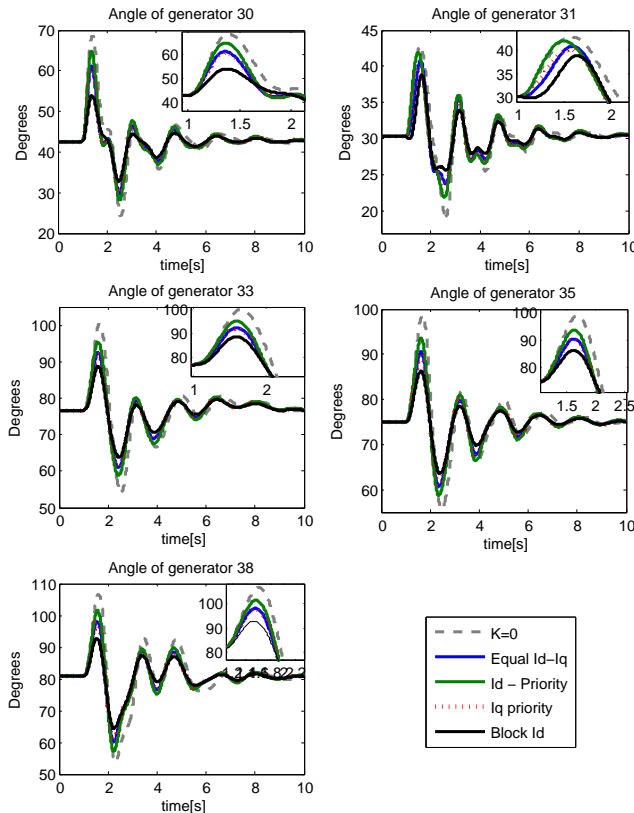 Angle of generator 30
70
60
50
40
30
20
Degrees
0 2 4 6 8 10
time[s]
60
50
40
1 1.5 2
Angle of generator 31
45
40
35
30
25
20
Degrees
0 2 4 6 8 10
time[s]
40
35
30
1 1.5 2
Angle of generator 33
100
90
80
70
60
50
Degrees
0 2 4 6 8 10
time[s]
100
90
80
1 2
Angle of generator 35
100
90
80
70
60
Degrees
0 2 4 6 8 10
time[s]
100
90
80
1.5 2 2.5
Angle of generator 38
110
100
90
80
70
60
50
Degrees
0 2 4 6 8 10
time[s]
100
90
80
K=0
Equal Id−Iq
Id − Priority
Iq priority
Block Id